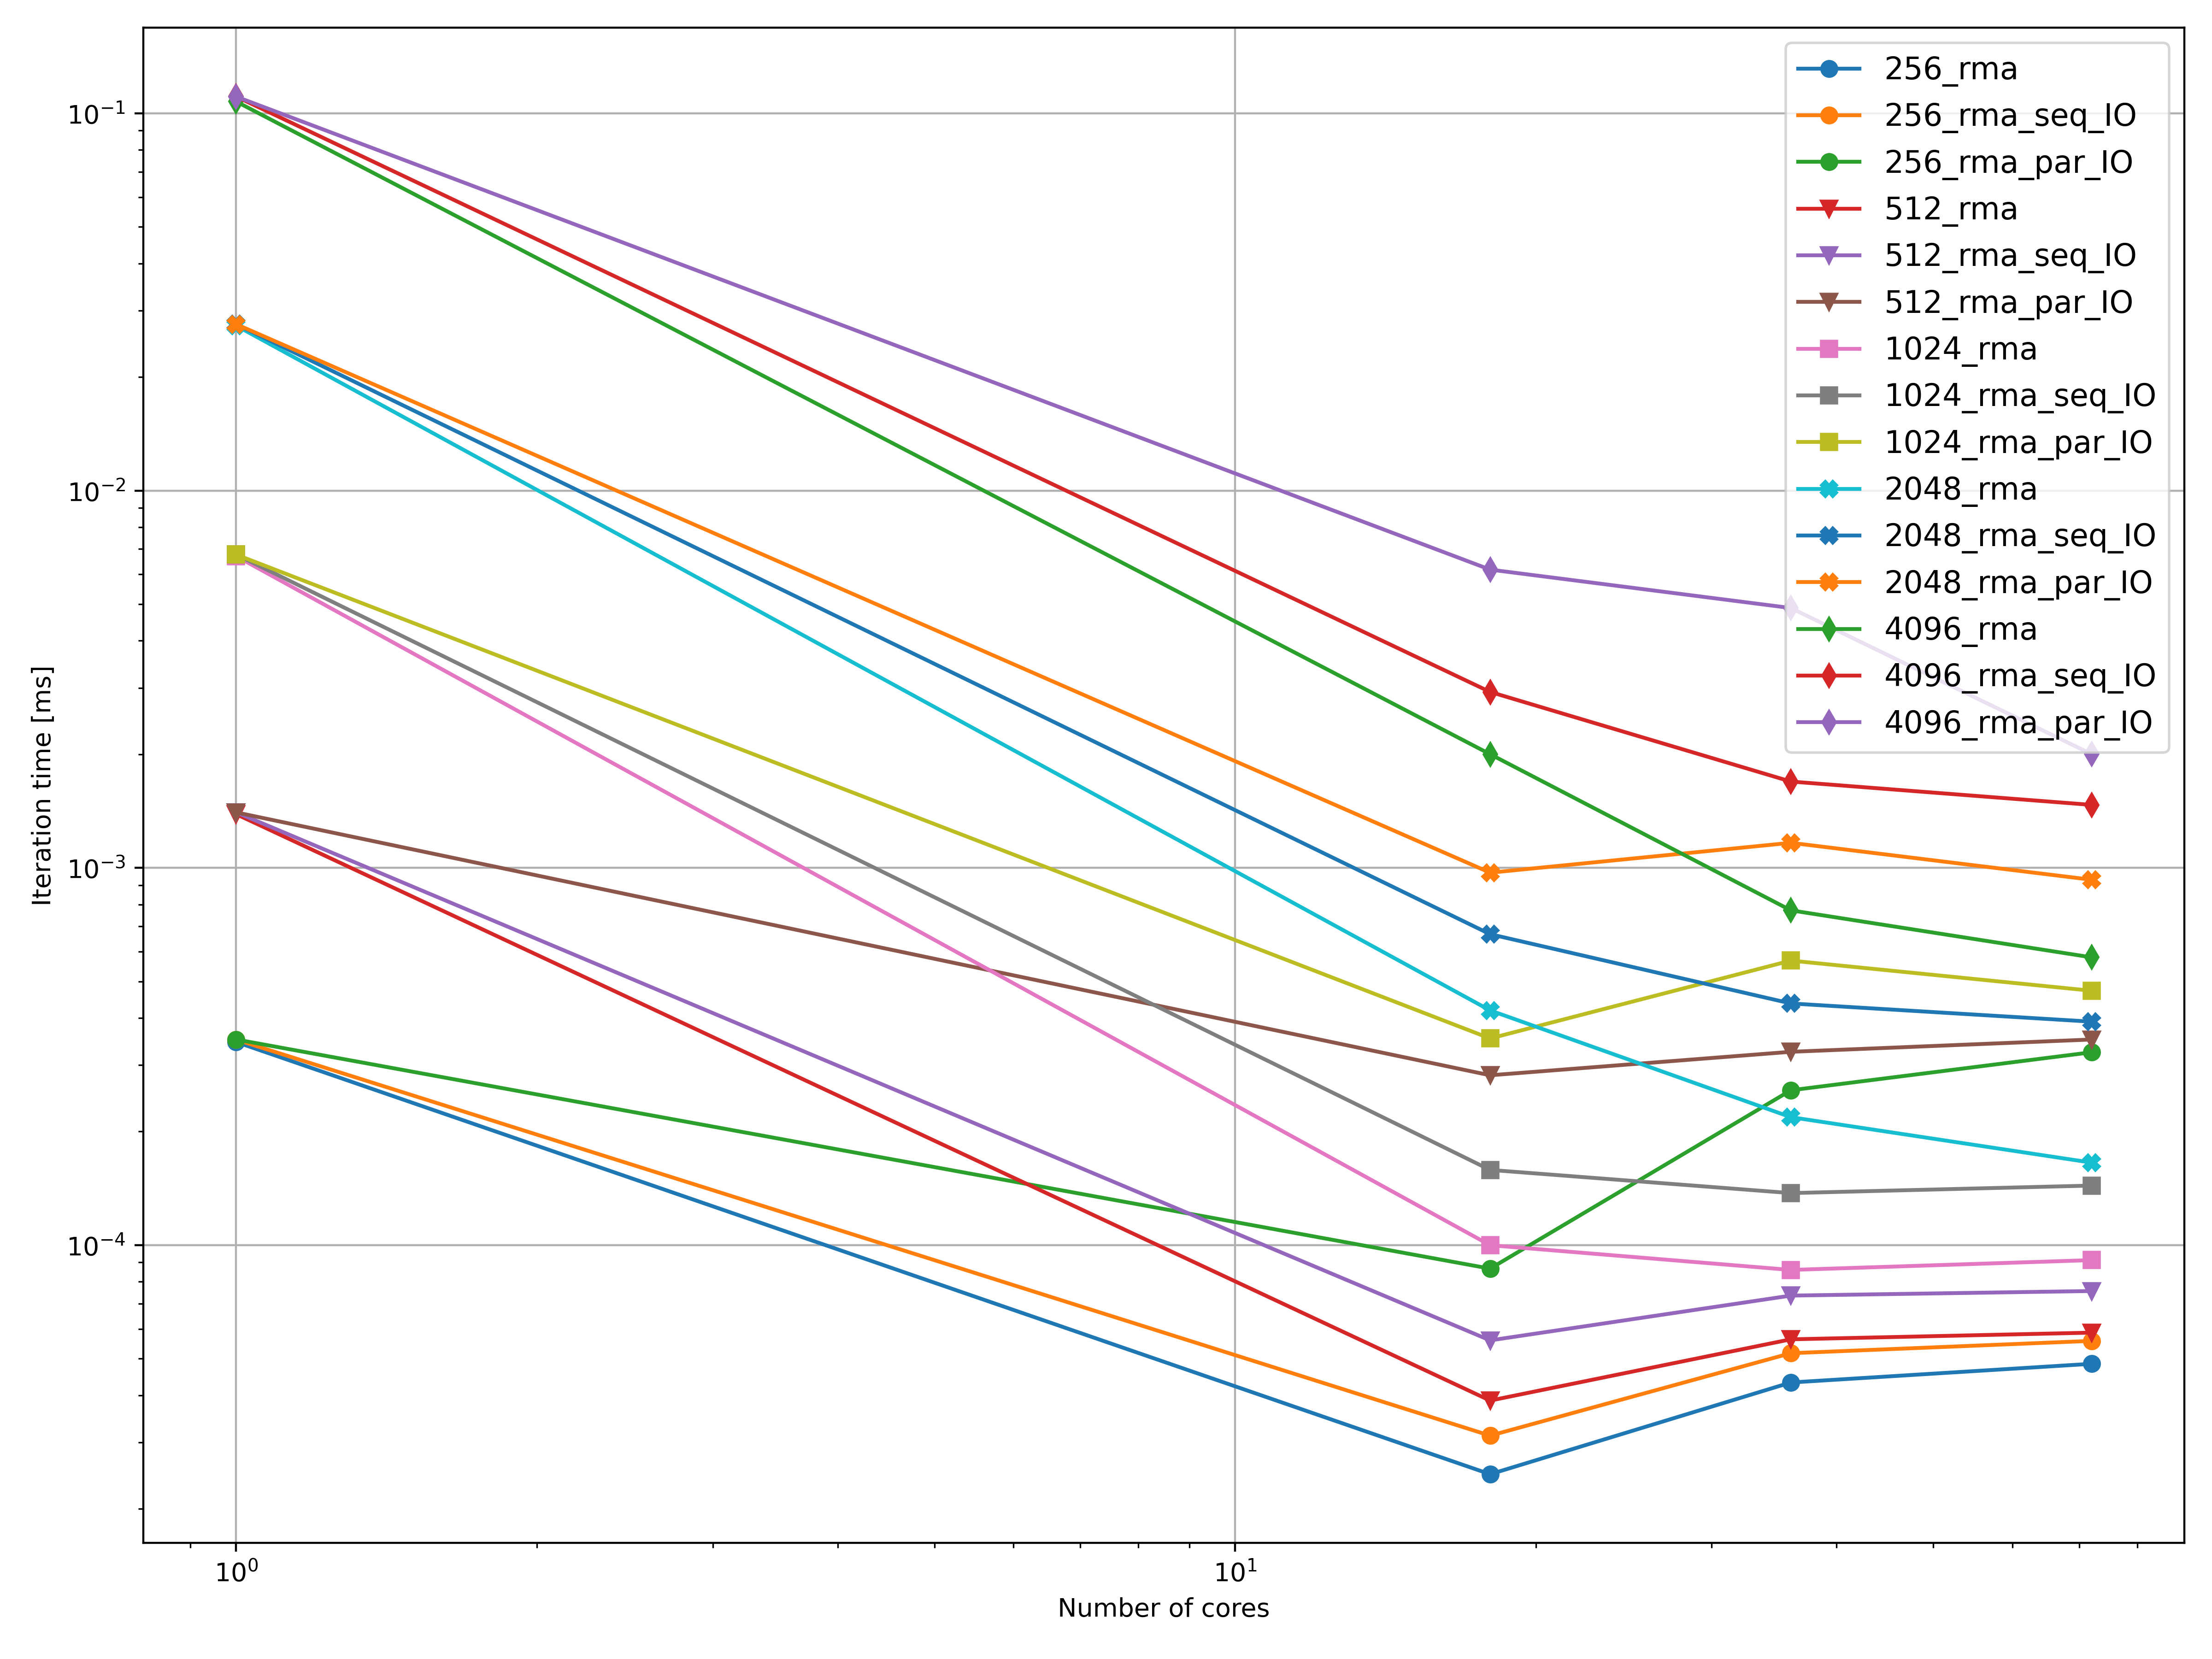 Iteration time [ms]
10⁻¹
10⁻²
10⁻³
10⁻⁴
256_rma
256_rma_seq_IO
256_rma_par_IO
512_rma
512_rma_seq_IO
512_rma_par_IO
1024_rma
1024_rma_seq_IO
1024_rma_par_IO
2048_rma
2048_rma_seq_IO
2048_rma_par_IO
4096_rma
4096_rma_seq_IO
4096_rma_par_IO
10⁰ 10¹
Number of cores